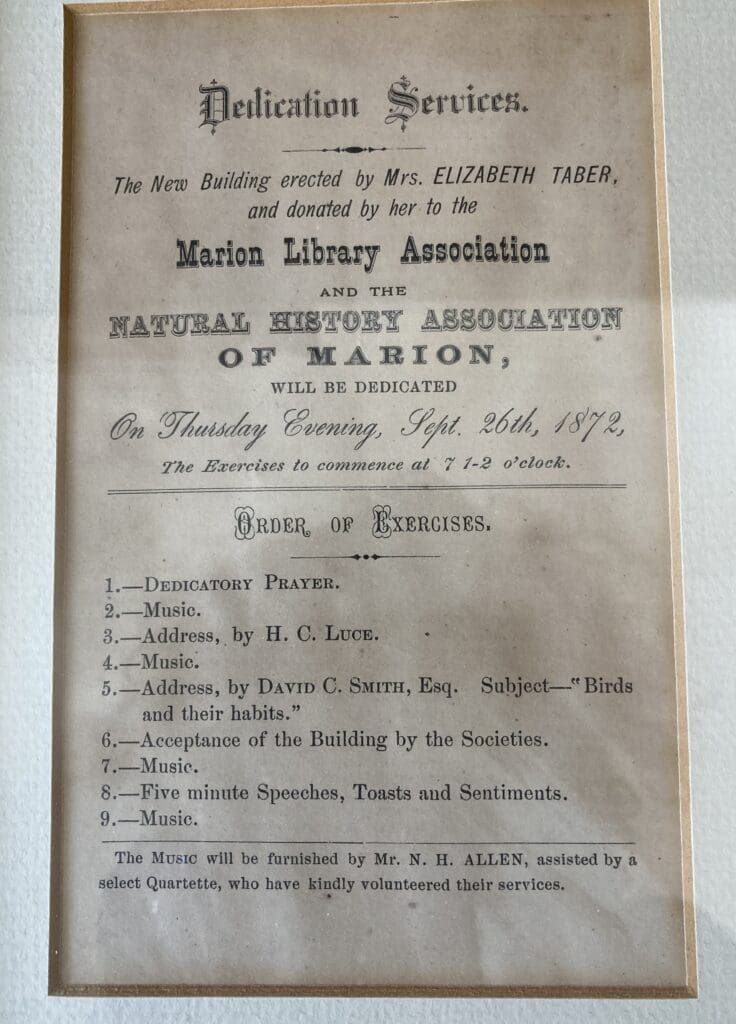 Dedication Services.
The New Building erected by Mrs. ELIZABETH TABER,
and donated by her to the
Marion Library Association
AND THE
NATURAL HISTORY ASSOCIATION
OF MARION,
WILL BE DEDICATED
On Thursday Evening, Sept. 26th, 1872,
The Exercises to commence at 7 1-2 o'clock.
ORDER OF EXERCISES.
1.—DEDICATORY PRAYER.
2.—Music.
3.—Address, by H. C. LUCE.
4.—Music.
5.—Address, by DAVID C. SMITH, Esq. Subject—"Birds
and their habits."
6.—Acceptance of the Building by the Societies.
7.—Music.
8.—Five minute Speeches, Toasts and Sentiments.
9.—Music.
The MUSIC will be furnished by Mr. N. H. ALLEN, assisted by a
select Quartette, who have kindly volunteered their services.